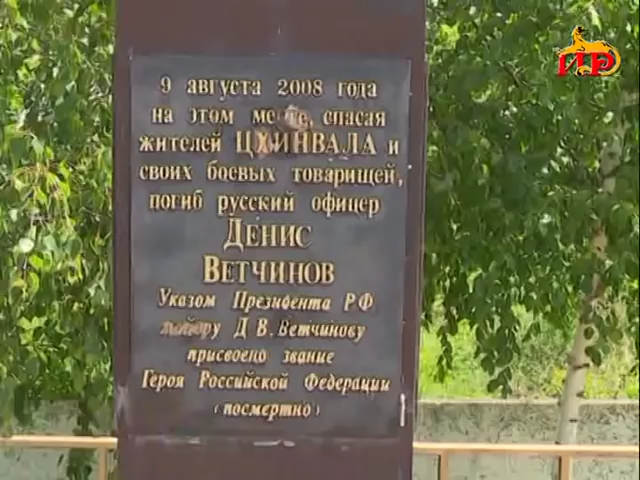 ИР
9 августа 2008 года
на этом месте, спасая
жителей ЦХИНВАЛА и
своих боевых товарищей,
погиб русский офицер
ДЕНИС
ВЕТЧИНОВ
Указом Президента РФ
майору Д.В.Ветчинову
присвоено звание
Героя Российской Федерации
(посмертно)